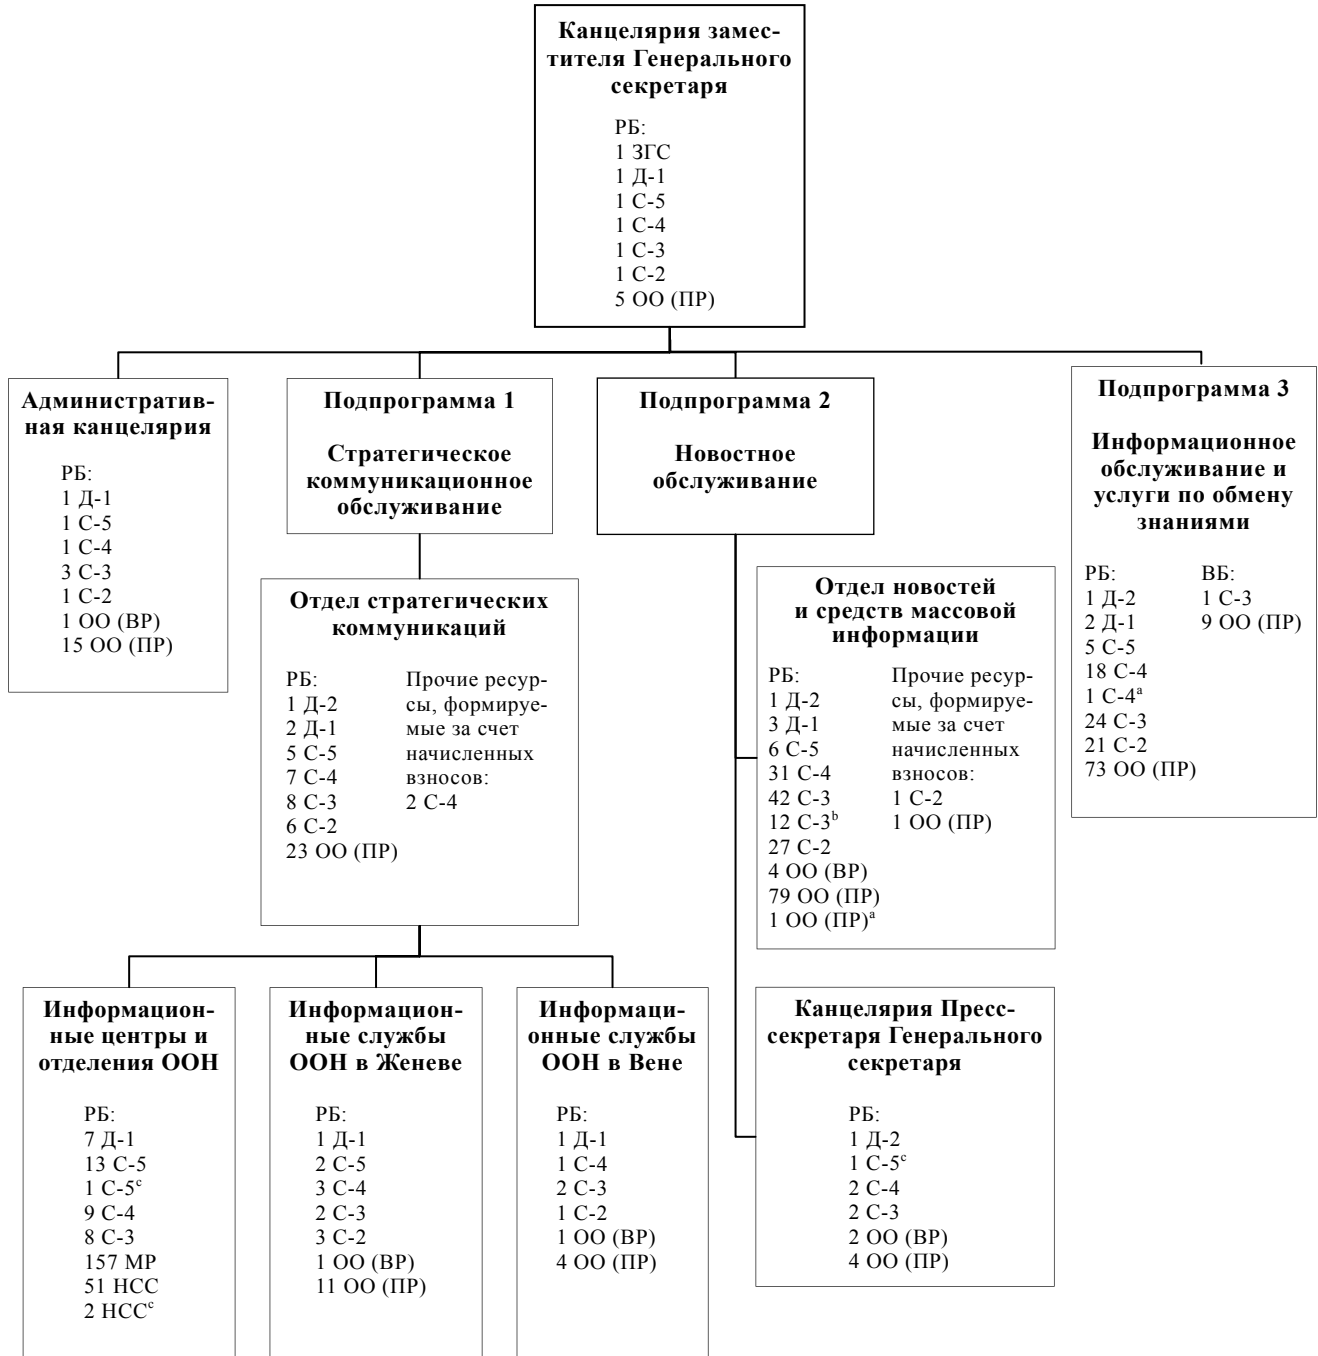 Канцелярия замес-
тителя Генерального
секретаря
РБ:
1 ЗГС
1 Д-1
1 С-5
1 С-4
1 С-3
1 С-2
5 ОО (ПР)
Административ-
ная канцелярия
РБ:
1 Д-1
1 С-5
1 С-4
3 С-3
1 С-2
1 ОО (ВР)
15 ОО (ПР)
Подпрограмма 1
Стратегическое
коммуникационное
обслуживание
Подпрограмма 2
Новостное
обслуживание
Подпрограмма 3
Информационное
обслуживание и
услуги по обмену
знаниями
РБ:
1 Д-2
2 Д-1
5 С-5
18 С-4
1 С-4ᵃ
24 С-3
21 С-2
73 ОО (ПР)
ВБ:
1 С-3
9 ОО (ПР)
Отдел стратегических
коммуникаций
РБ:
1 Д-2
2 Д-1
5 С-5
7 С-4
8 С-3
6 С-2
23 ОО (ПР)
Прочие ресур-
сы, формируе-
мые за счет
начисленных
взносов:
2 С-4
Отдел новостей
и средств массовой
информации
РБ:
1 Д-2
3 Д-1
6 С-5
31 С-4
42 С-3
12 С-3ᵇ
27 С-2
4 ОО (ВР)
79 ОО (ПР)
1 ОО (ПР)ᵃ
Прочие ресур-
сы, формируе-
мые за счет
начисленных
взносов:
1 С-2
1 ОО (ПР)
Информацион-
ные центры и
отделения ООН
РБ:
7 Д-1
13 С-5
1 С-5ᶜ
9 С-4
8 С-3
157 МР
51 НСС
2 НССᶜ
Информацион-
ные службы
ООН в Женеве
РБ:
1 Д-1
2 С-5
3 С-4
2 С-3
3 С-2
1 ОО (ВР)
11 ОО (ПР)
Информаци-
онные службы
ООН в Вене
РБ:
1 Д-1
1 С-4
2 С-3
1 С-2
1 ОО (ВР)
4 ОО (ПР)
Канцелярия Пресс-
секретаря Генерального
секретаря
РБ:
1 Д-2
1 С-5ᶜ
2 С-4
2 С-3
2 ОО (ВР)
4 ОО (ПР)